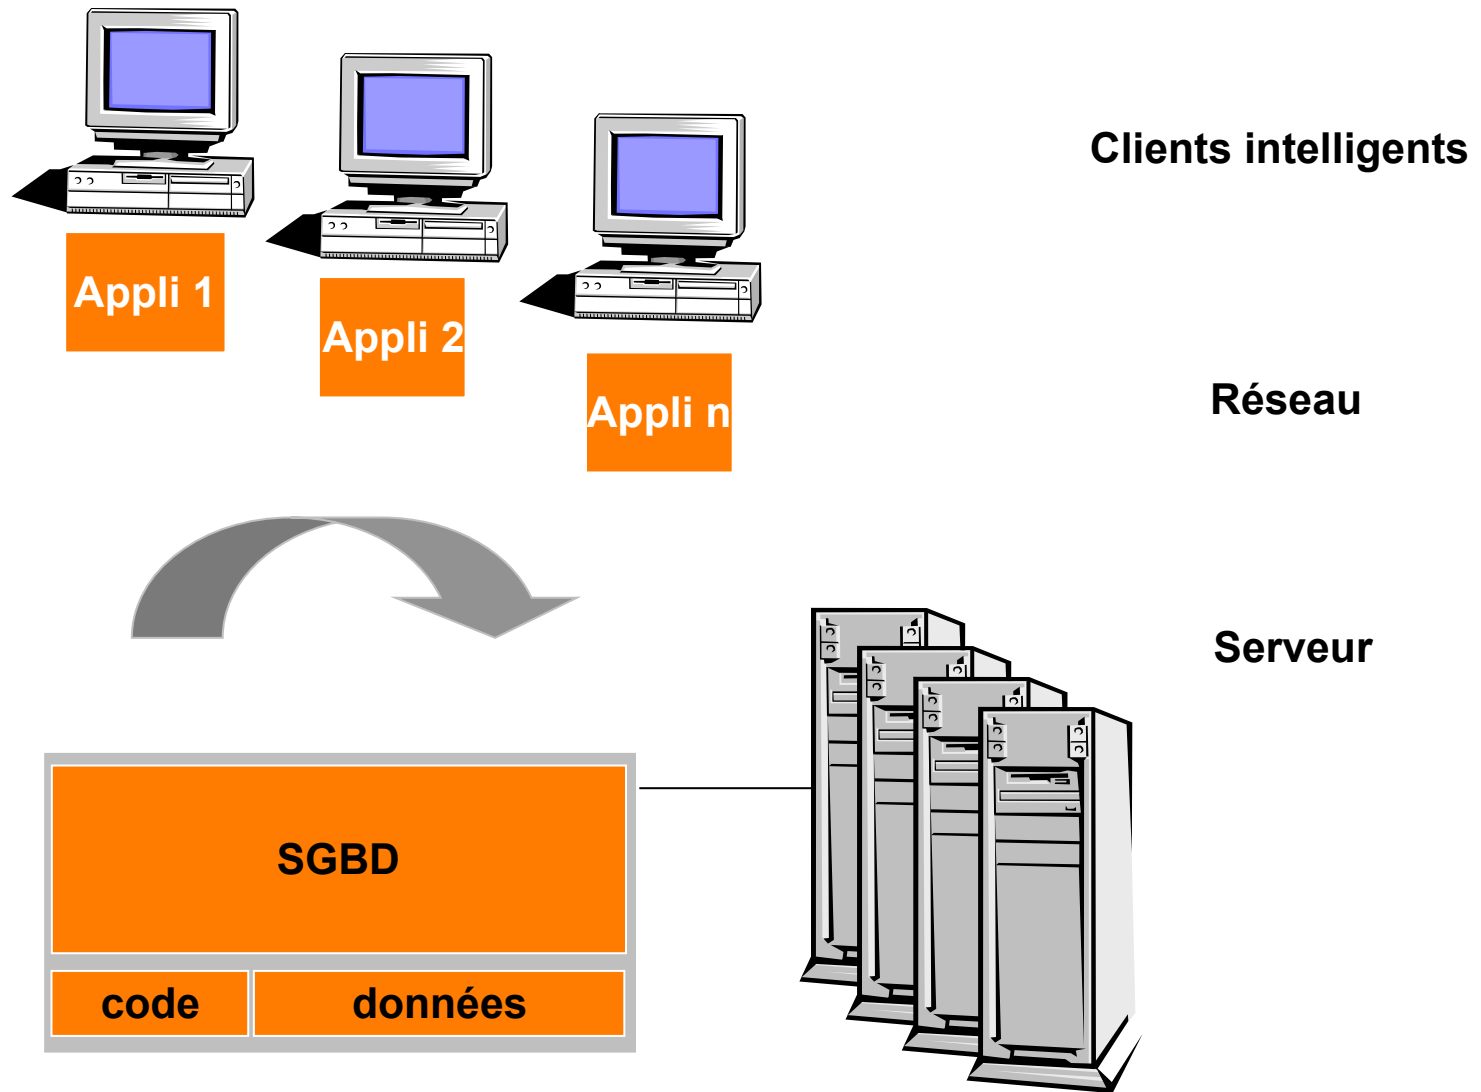 Clients intelligents
Appli 1
Appli 2
Appli n
Réseau
Serveur
SGBD
code
données